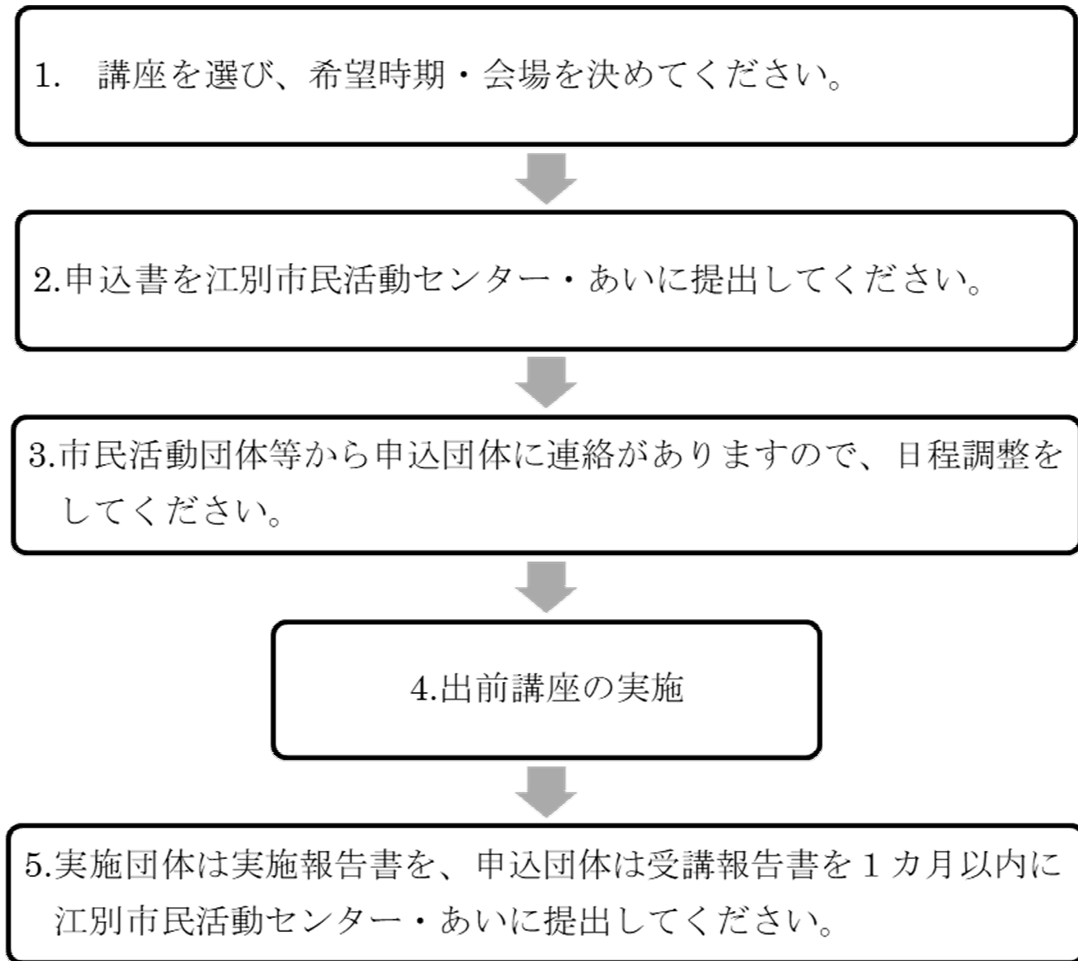 1.　講座を選び、希望時期・会場を決めてください。
2.申込書を江別市民活動センター・あいに提出してください。
3.市民活動団体等から申込団体に連絡がありますので、日程調整を
してください。
4.出前講座の実施
5.実施団体は実施報告書を、申込団体は受講報告書を 1 カ月以内に
江別市民活動センター・あいに提出してください。